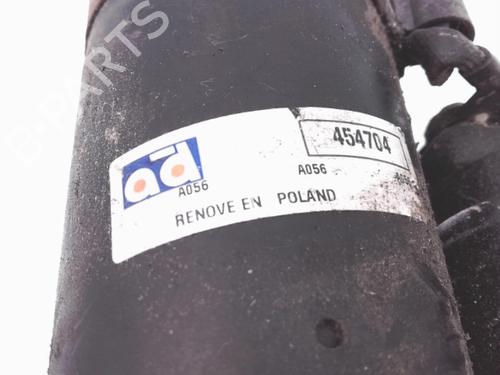 B-PARTS
ad
454704
A056
A056
RENOVE EN POLAND